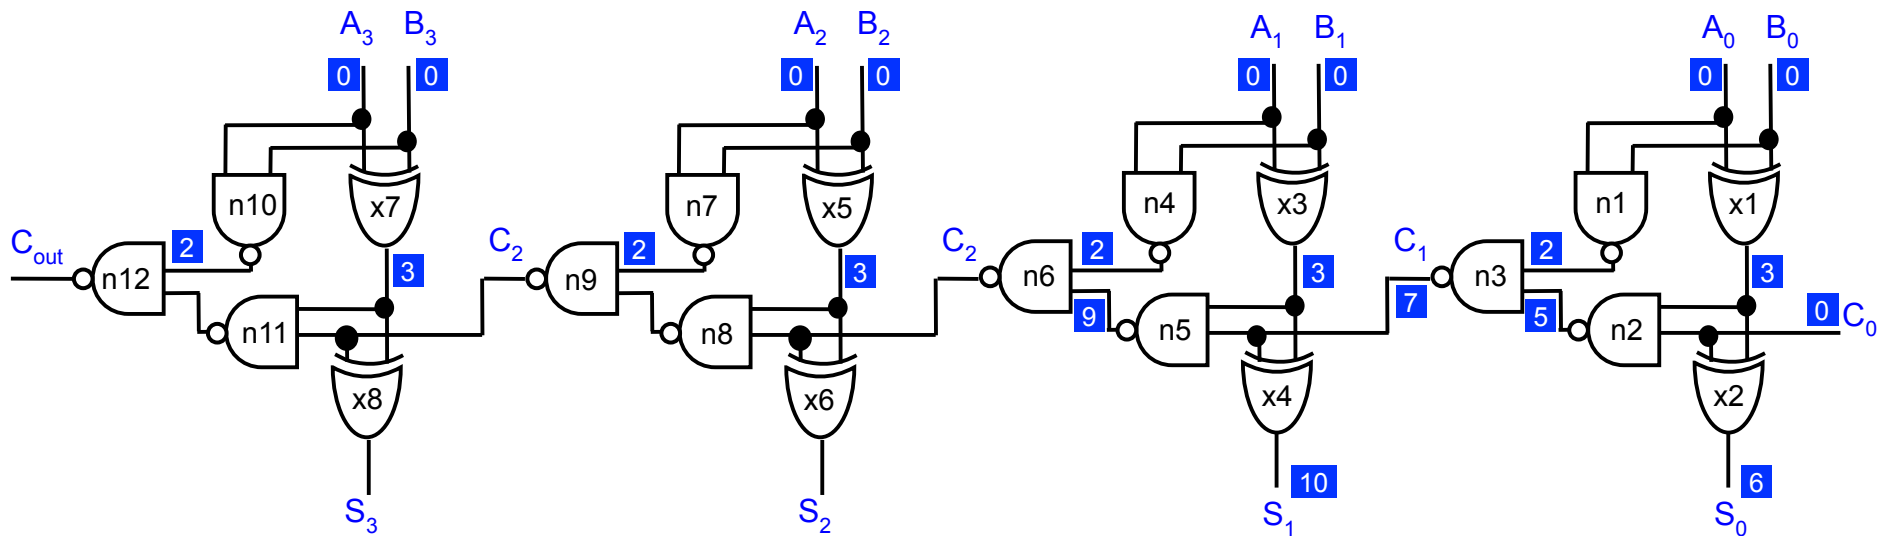 A3 B3 A2 B2 A1 B1 A0 B0
0 0 0 0 0 0 0 0
n10 x7 n7 x5 n4 x3 n1 x1
Cout 2 C2 2 C2 2 C1 2
n12 3 n9 3 n6 3 n3 3
7 0 C0
9 5
n11 n8 n5 n2
x8 x6 x4 x2
10 6
S3 S2 S1 S0